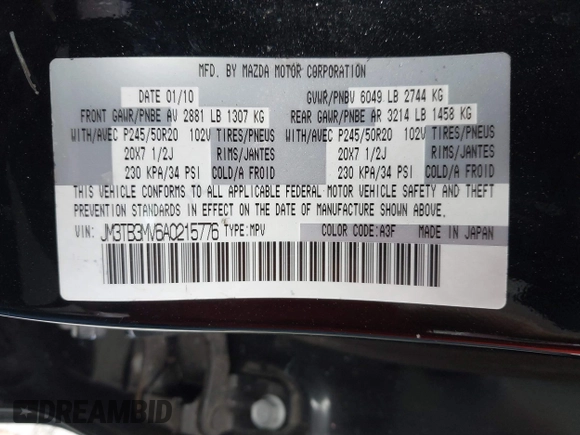 MFD. BY MAZDA MOTOR CORPORATION
DATE 01/10 GVWR/PNBV 6049 LB 2744 KG
FRONT GAWR/PNBE AV 2881 LB 1307 KG REAR GAWR/PNBE AR 3214 LB 1458 KG
WITH/AVEC P245/50R20 102V TIRES/PNEUS WITH/AVEC P245/50R20 102V TIRES/PNEUS
20X7 1/2J RIMS/JANTES 20X7 1/2J RIMS/JANTES
230 KPA/34 PSI COLD/A FROID 230 KPA/34 PSI COLD/A FROID
THIS VEHICLE CONFORMS TO ALL APPLICABLE FEDERAL MOTOR VEHICLE SAFETY AND THEFT
PREVENTION STANDARDS IN EFFECT ON THE DATE OF MANUFACTURE SHOWN ABOVE.
VIN: JM3TB3MV6A0215776 TYPE:MPV COLOR CODE:A3F MADE IN JAPAN
DREAMBID